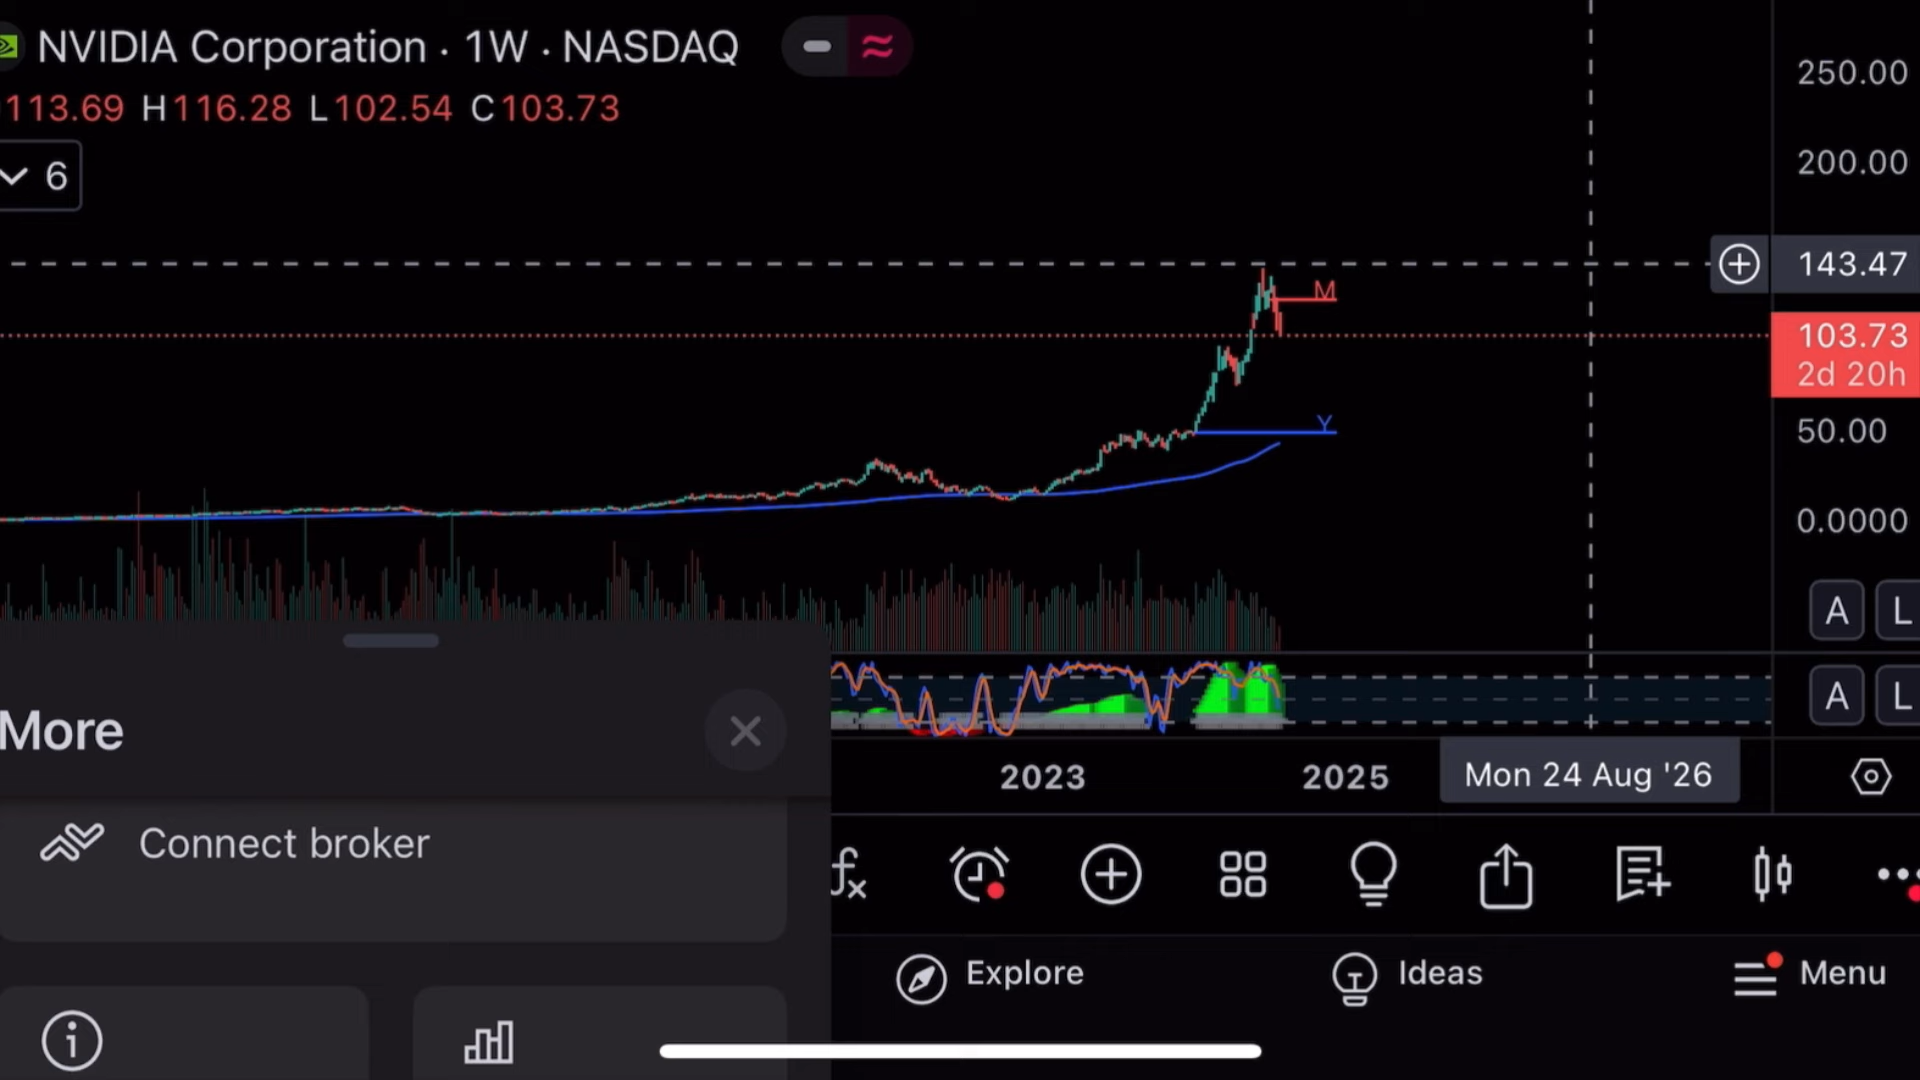 NVIDIA Corporation · 1W · NASDAQ
113.69 H116.28 L102.54 C103.73
6
250.00
200.00
143.47
M
103.73
2d 20h
Y
50.00
0.0000
A L
A L
2023 2025 Mon 24 Aug '26
More
Connect broker
Explore Ideas Menu